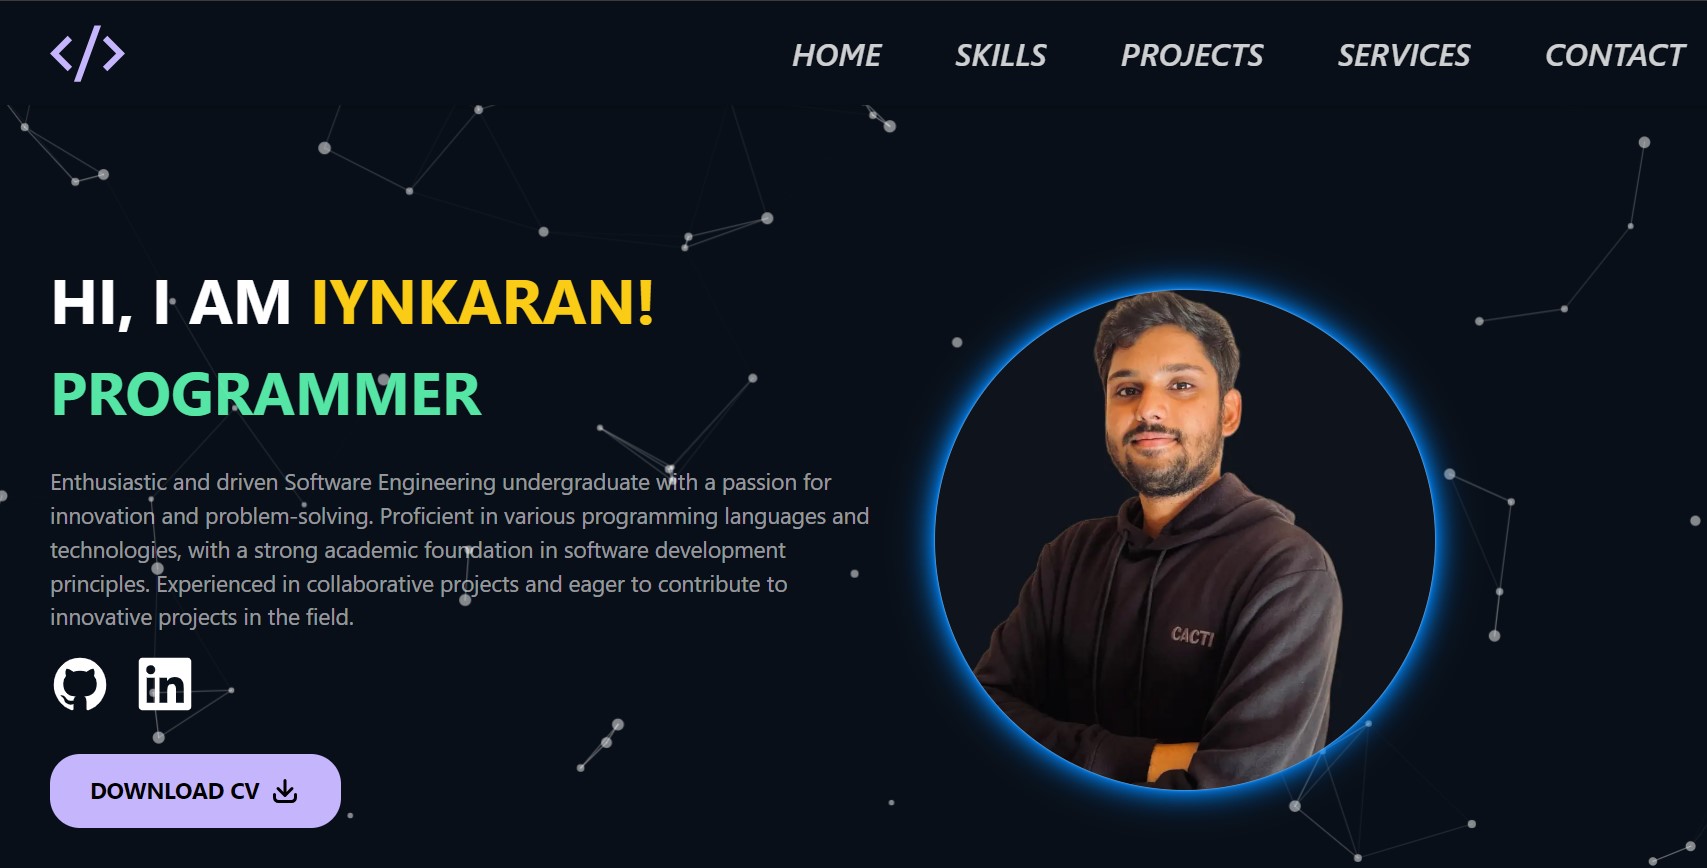 </>
HOME SKILLS PROJECTS SERVICES CONTACT
HI, I AM IYNKARAN!
PROGRAMMER
Enthusiastic and driven Software Engineering undergraduate with a passion for
innovation and problem-solving. Proficient in various programming languages and
technologies, with a strong academic foundation in software development
principles. Experienced in collaborative projects and eager to contribute to
innovative projects in the field.
in
DOWNLOAD CV
CACTI